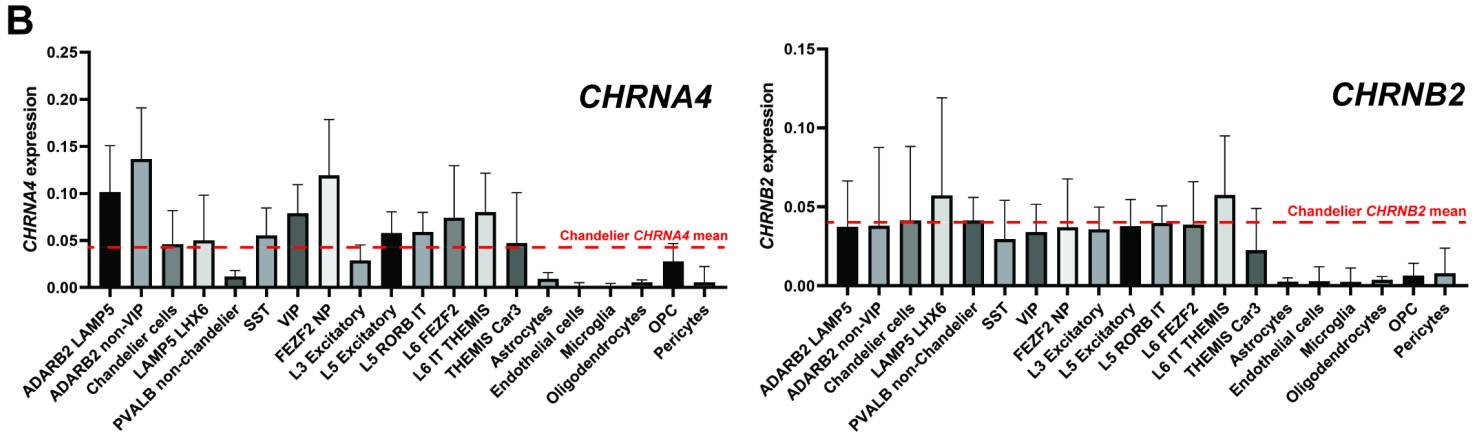 B
0.25
0.20
0.15
0.10
0.05
0.00
CHRNA4 expression
CHRNA4
Chandelier CHRNA4 mean
ADARB2 LAMP5
ADARB2 non-VIP
Chandelier cells
LAMP5 LHX6
PVALB non-chandelier
SST
VIP
FEZF2 NP
L3 Excitatory
L5 Excitatory
L5 RORB IT
L6 FEZF2
L6 IT THEMIS
THEMIS Car3
Astrocytes
Endothelial cells
Microglia
Oligodendrocytes
OPC
Pericytes
0.15
0.10
0.05
0.00
CHRNB2 expression
CHRNB2
Chandelier CHRNB2 mean
ADARB2 LAMP5
ADARB2 non-VIP
Chandelier cells
LAMP5 LHX6
PVALB non-Chandelier
SST
VIP
FEZF2 NP
L3 Excitatory
L5 Excitatory
L5 RORB IT
L6 FEZF2
L6 IT THEMIS
THEMIS Car3
Astrocytes
Endothelial cells
Microglia
Oligodendrocytes
OPC
Pericytes